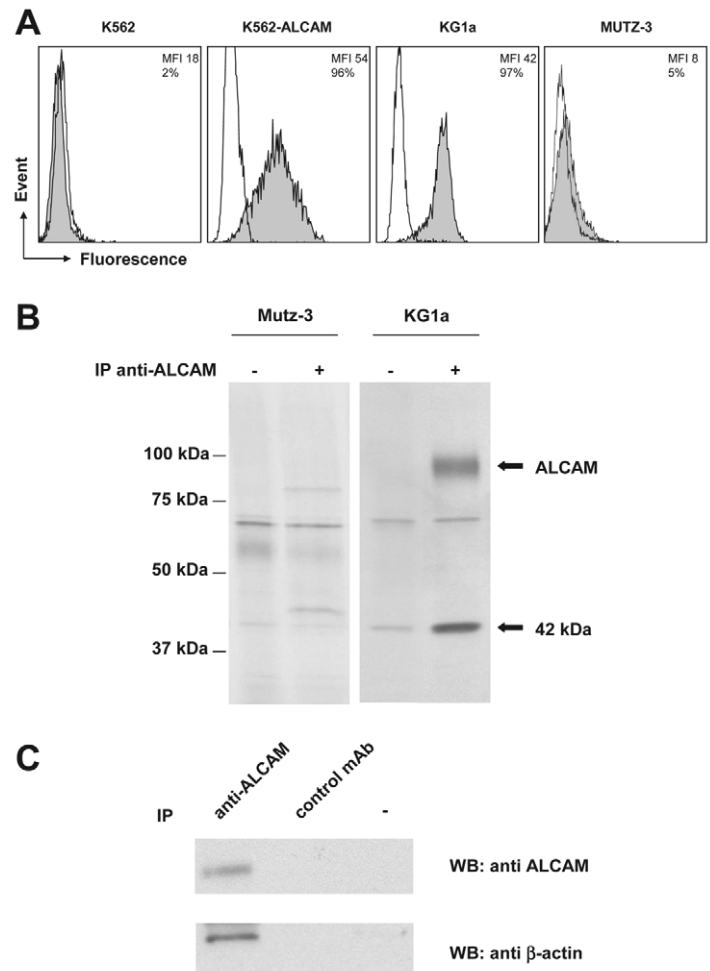 A
K562
K562-ALCAM
KG1a
MUTZ-3
MFI 18
2%
MFI 54
96%
MFI 42
97%
MFI 8
5%
Event
Fluorescence
B
Mutz-3
KG1a
IP anti-ALCAM
- + - +
100 kDa
75 kDa
50 kDa
37 kDa
ALCAM
42 kDa
C
IP
anti-ALCAM
control mAb
-
WB: anti ALCAM
WB: anti β-actin